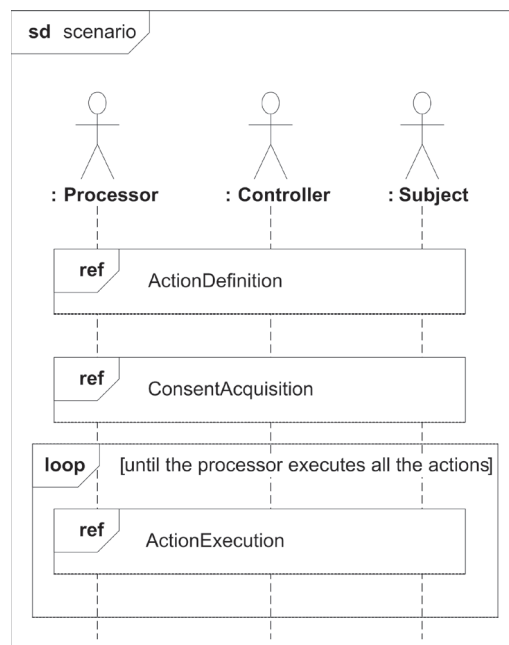 sd scenario
: Processor : Controller : Subject
ref ActionDefinition
ref ConsentAcquisition
loop [until the processor executes all the actions]
ref ActionExecution